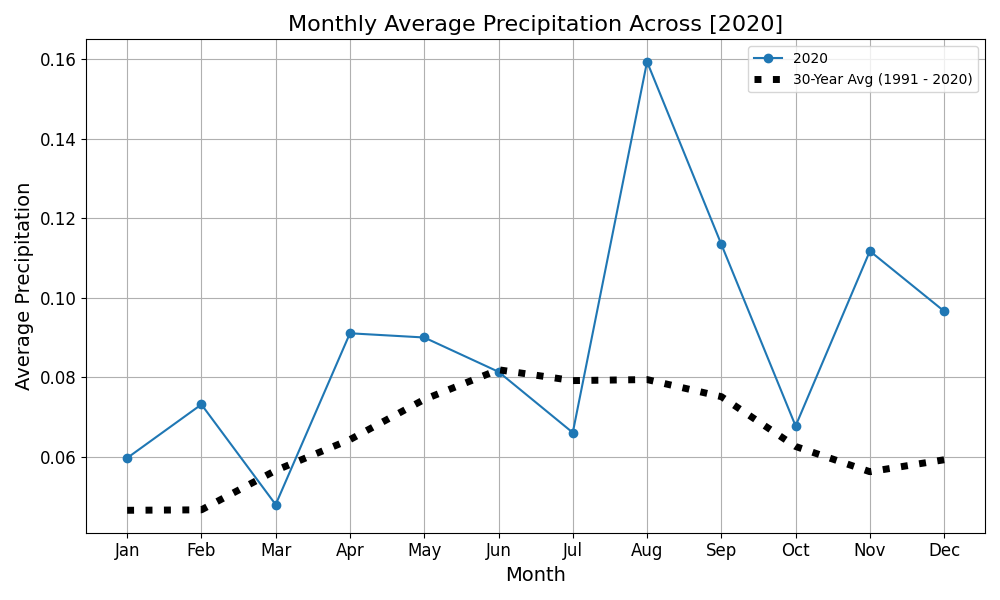 Monthly Average Precipitation Across [2020]
2020
30-Year Avg (1991 - 2020)
Average Precipitation
0.16
0.14
0.12
0.10
0.08
0.06
Jan Feb Mar Apr May Jun Jul Aug Sep Oct Nov Dec
Month